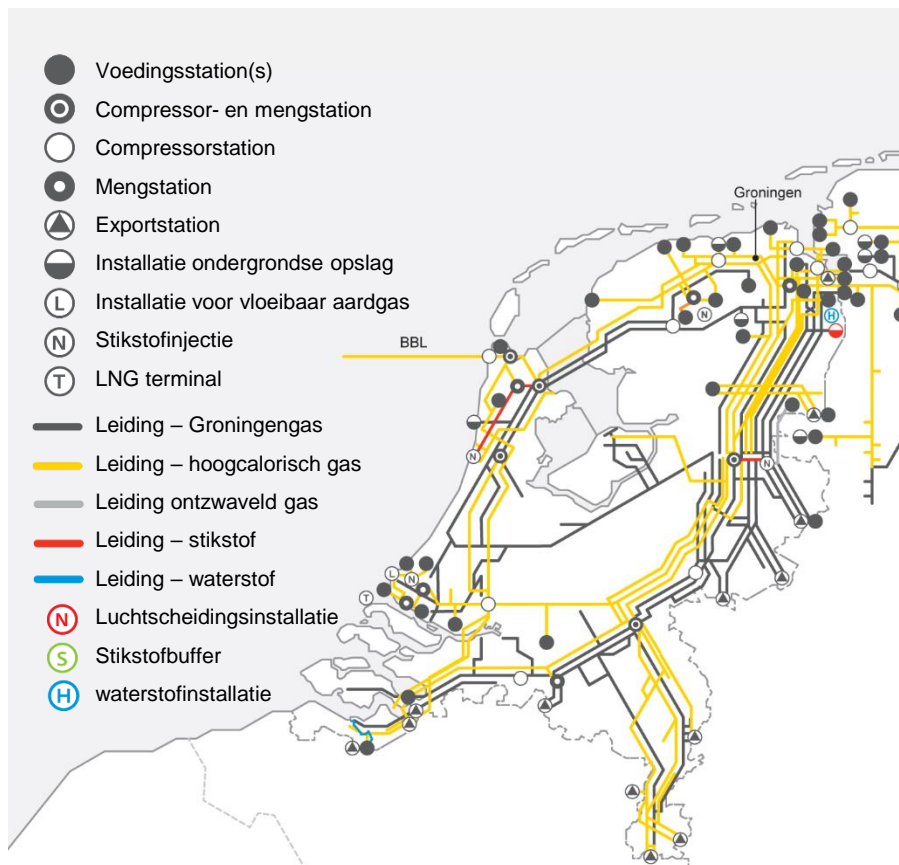 Voedingsstation(s)
Compressor- en mengstation
Compressorstation
Mengstation
Exportstation
Installatie ondergrondse opslag
L Installatie voor vloeibaar aardgas
N Stikstofinjectie
T LNG terminal
Leiding – Groningengas
Leiding – hoogcalorisch gas
Leiding ontzwaveld gas
Leiding – stikstof
Leiding – waterstof
N Luchtscheidingsinstallatie
S Stikstofbuffer
H waterstofinstallatie
Groningen
N
H
BBL
N
N
L
N
T